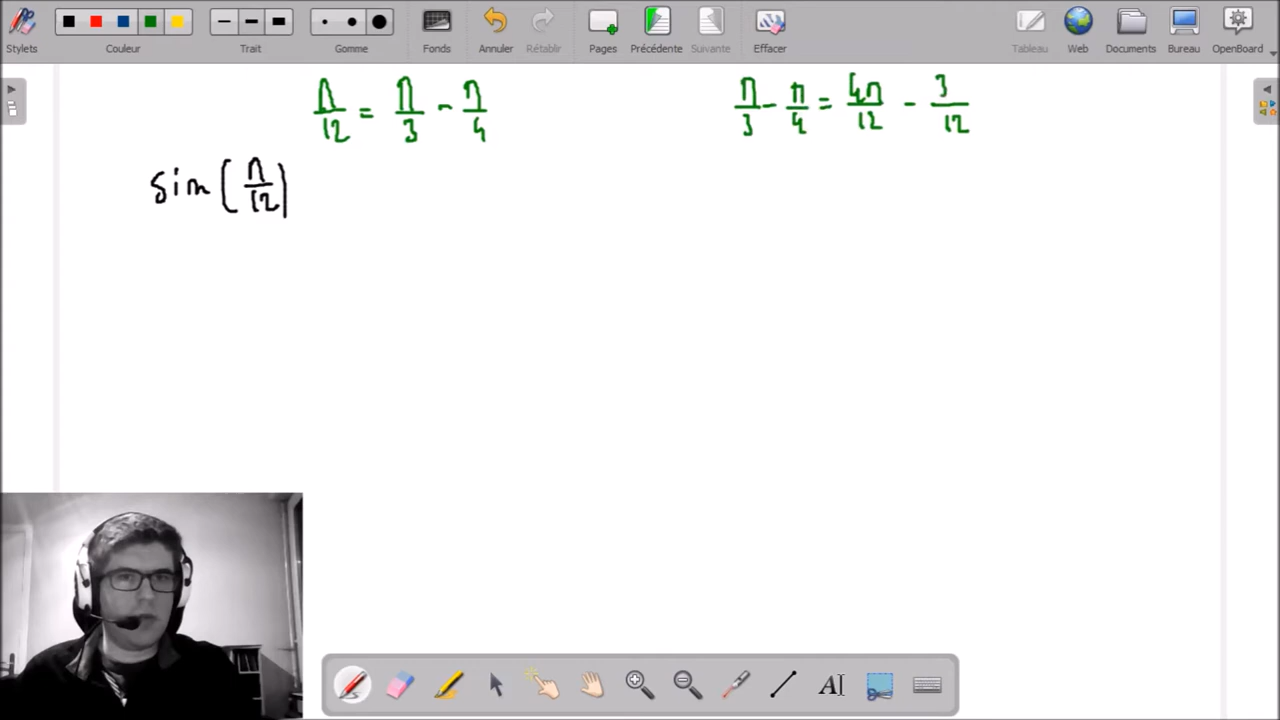 Stylets Couleur Trait Gomme Fonds Annuler Rétablir Pages Précédente Suivante Effacer Tableau Web Documents Bureau OpenBoard
π/12 = π/3 - π/4
π/3 - π/4 = 4π/12 - 3/12
sin(π/12)
AI